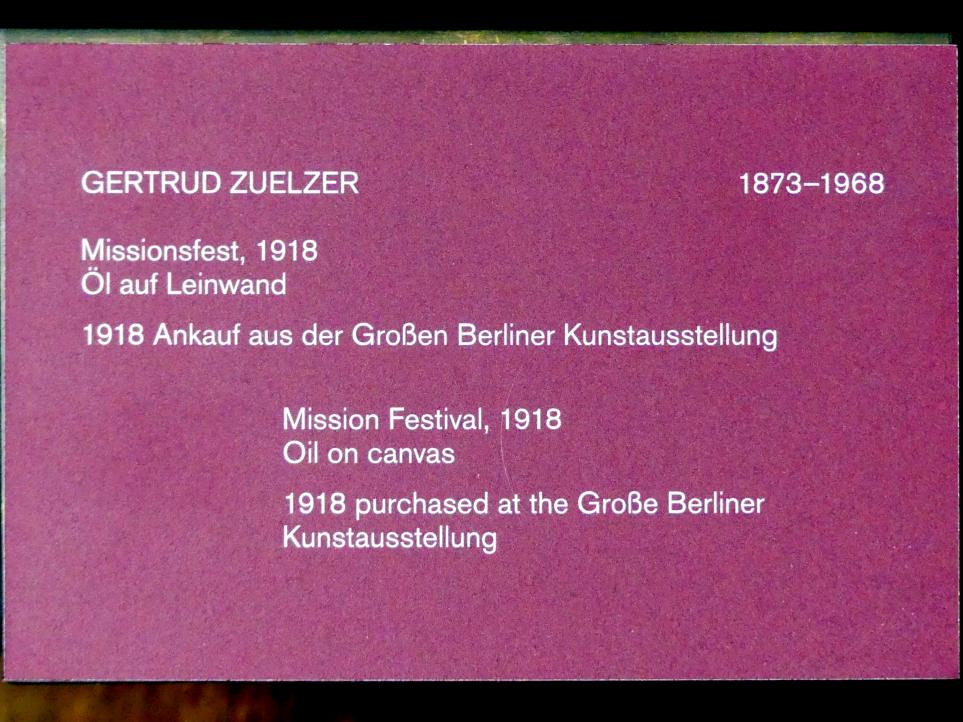 GERTRUD ZUELZER 1873–1968
Missionsfest, 1918
Öl auf Leinwand
1918 Ankauf aus der Großen Berliner Kunstausstellung
Mission Festival, 1918
Oil on canvas
1918 purchased at the Große Berliner
Kunstausstellung